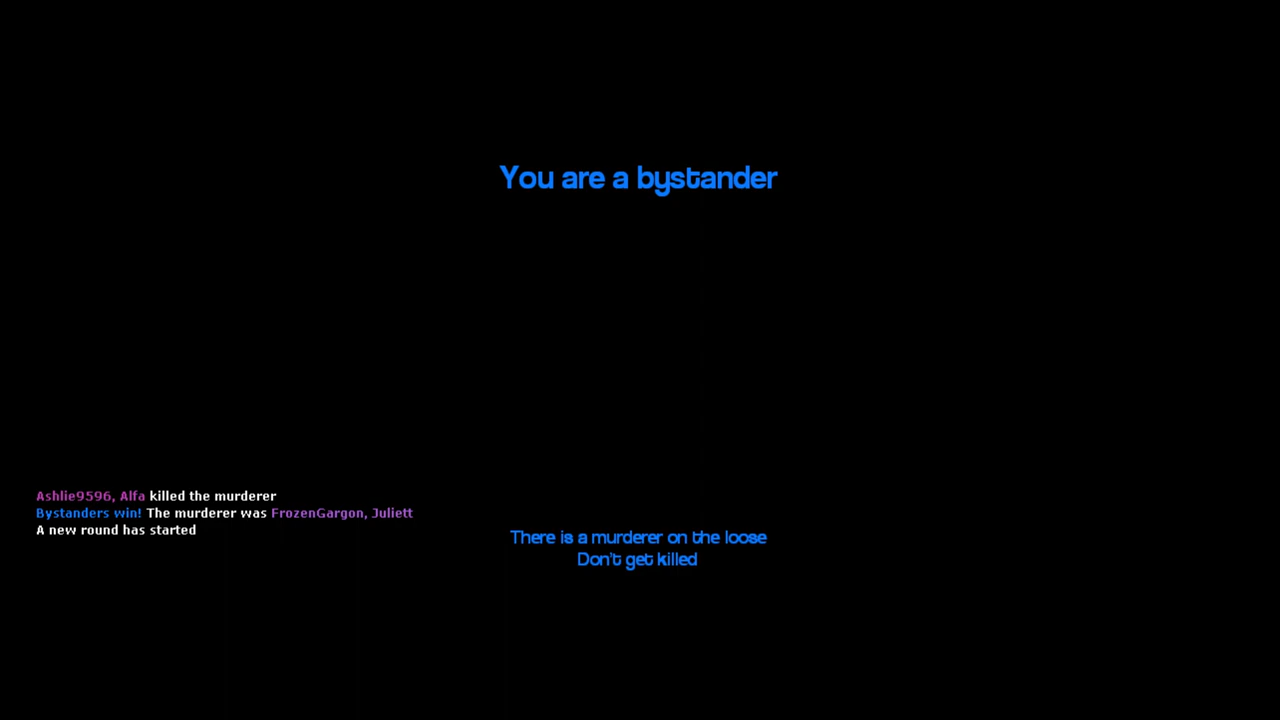 You are a bystander
Ashlie9596, Alfa killed the murderer
Bystanders win! The murderer was FrozenGargon, Juliett
A new round has started
There is a murderer on the loose
Don't get killed